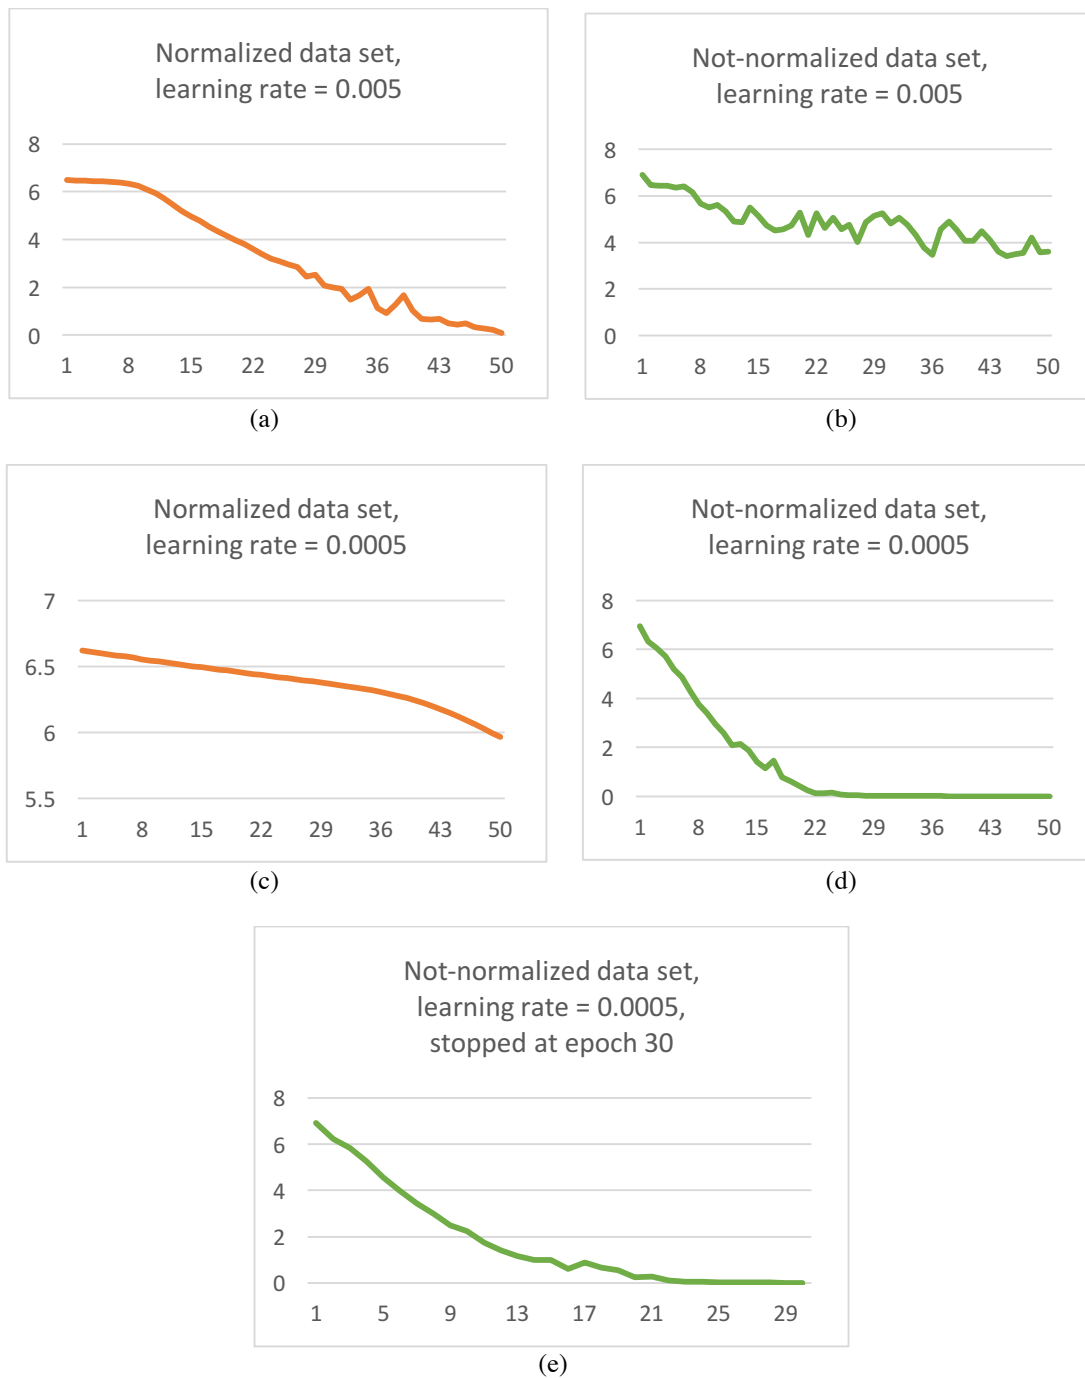 Normalized data set,
learning rate = 0.005
8
6
4
2
0
1 8 15 22 29 36 43 50
(a)
Not-normalized data set,
learning rate = 0.005
8
6
4
2
0
1 8 15 22 29 36 43 50
(b)
Normalized data set,
learning rate = 0.0005
7
6.5
6
5.5
1 8 15 22 29 36 43 50
(c)
Not-normalized data set,
learning rate = 0.0005
8
6
4
2
0
1 8 15 22 29 36 43 50
(d)
Not-normalized data set,
learning rate = 0.0005,
stopped at epoch 30
8
6
4
2
0
1 5 9 13 17 21 25 29
(e)